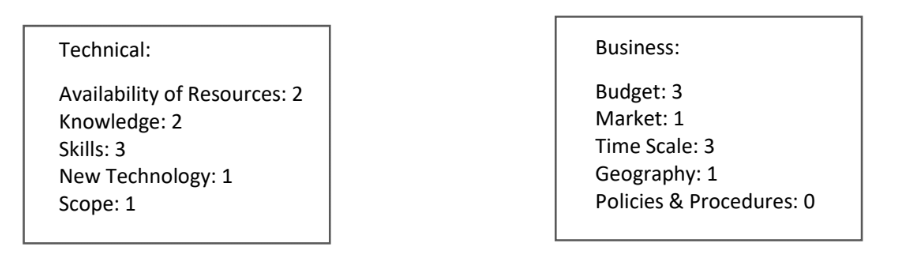 Technical:
Availability of Resources: 2
Knowledge: 2
Skills: 3
New Technology: 1
Scope: 1
Business:
Budget: 3
Market: 1
Time Scale: 3
Geography: 1
Policies & Procedures: 0